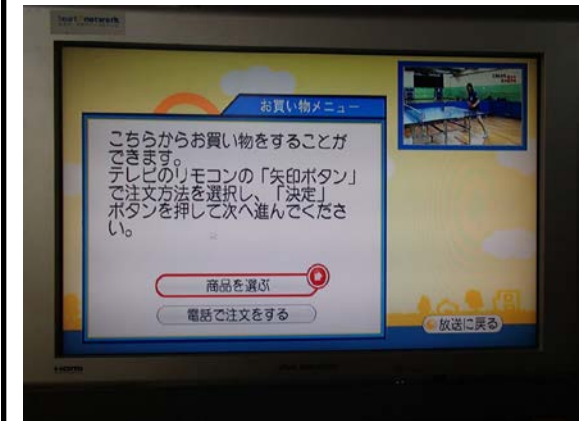 お買い物メニュー
こちらからお買い物をすることが
できます。
テレビのリモコンの「矢印ボタン」
で注文方法を選択し、「決定」
ボタンを押して次へ進んでくださ
い。
商品を選ぶ
電話で注文をする
放送に戻る
HDMI